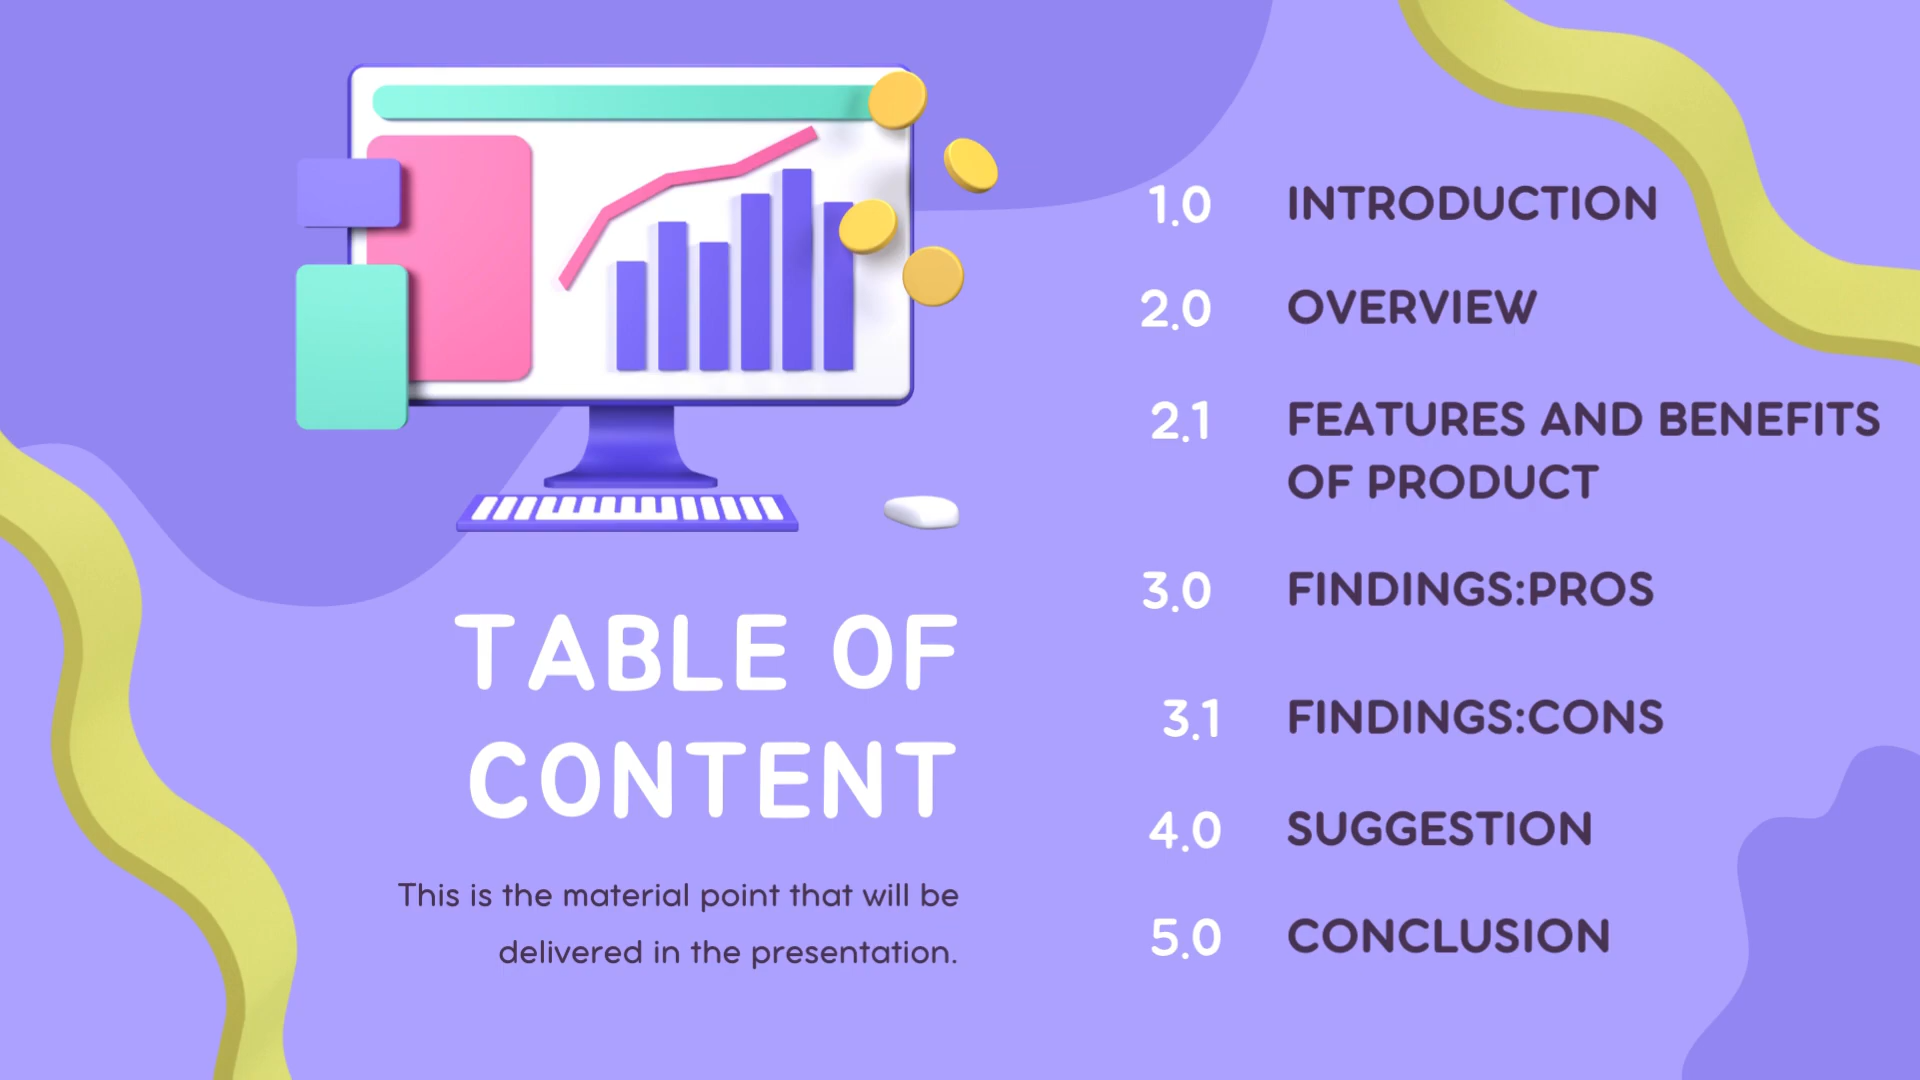 TABLE OF
CONTENT
This is the material point that will be
delivered in the presentation.
1.0 INTRODUCTION
2.0 OVERVIEW
2.1 FEATURES AND BENEFITS
OF PRODUCT
3.0 FINDINGS:PROS
3.1 FINDINGS:CONS
4.0 SUGGESTION
5.0 CONCLUSION